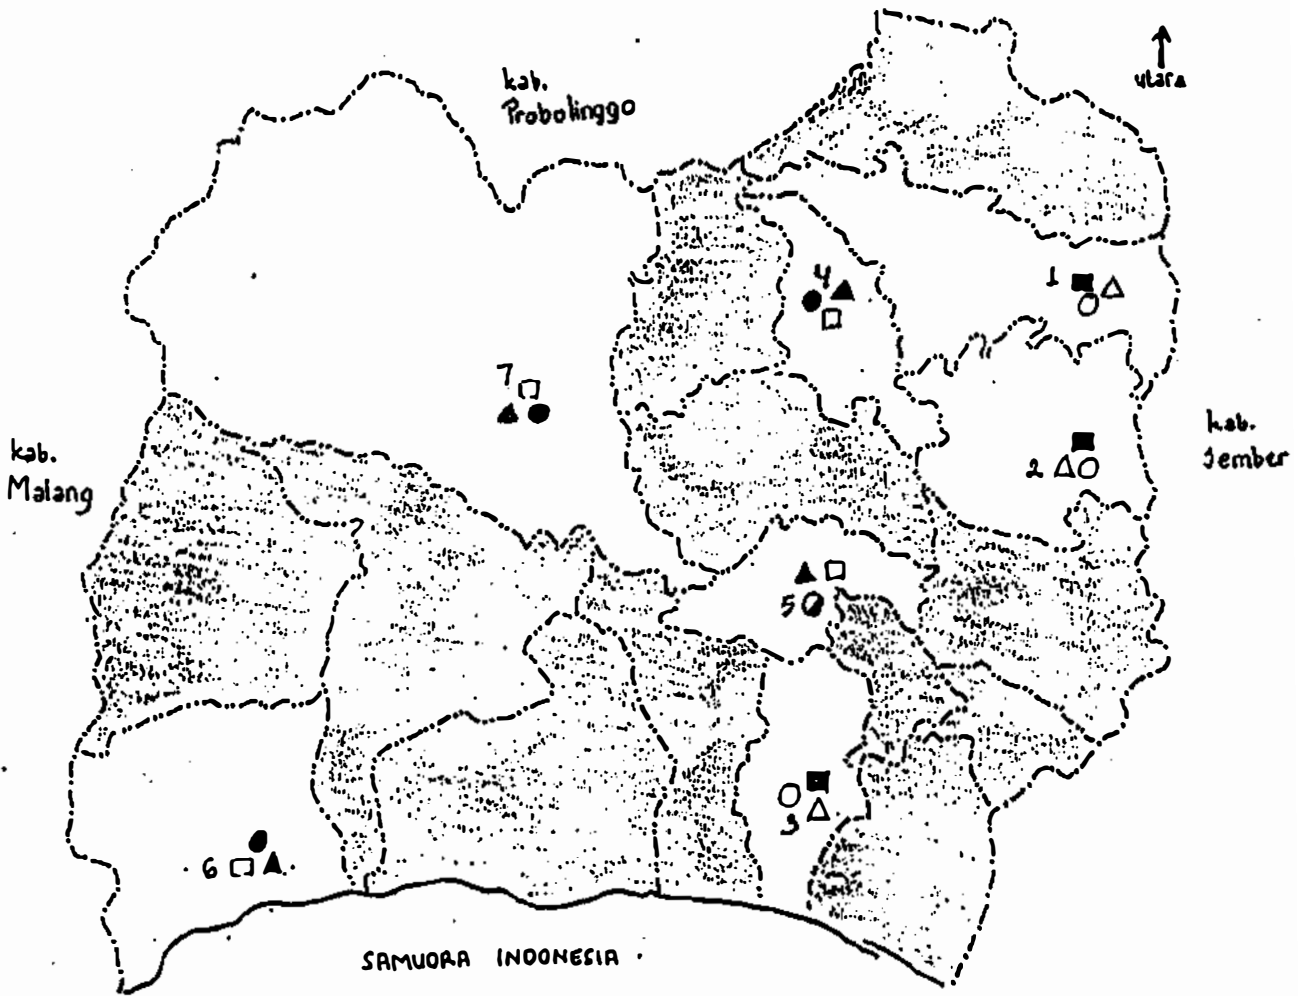 kab.
Probolinggo
utara
4
1
7
kab.
Malang
kab.
Jember
2
5
3
6
SAMUDRA INDONESIA